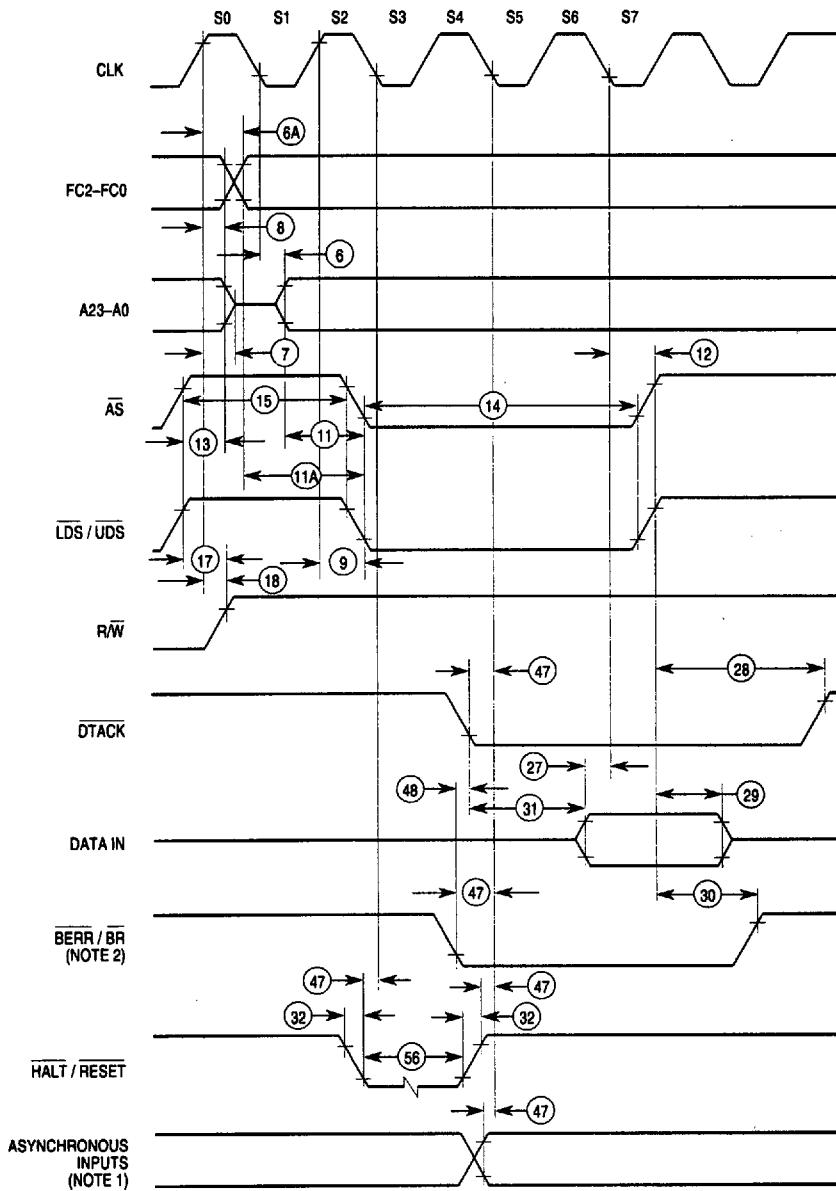 S0 S1 S2 S3 S4 S5 S6 S7
CLK
6A
FC2–FC0
8
6
A23–A0
7
12
AS
15
14
13
11
11A
LDS / UDS
17
9
18
R/W
47
28
DTACK
27
48
31
29
DATA IN
47
30
BERR / BR
(NOTE 2)
47
47
32
32
56
HALT / RESET
47
ASYNCHRONOUS
INPUTS
(NOTE 1)